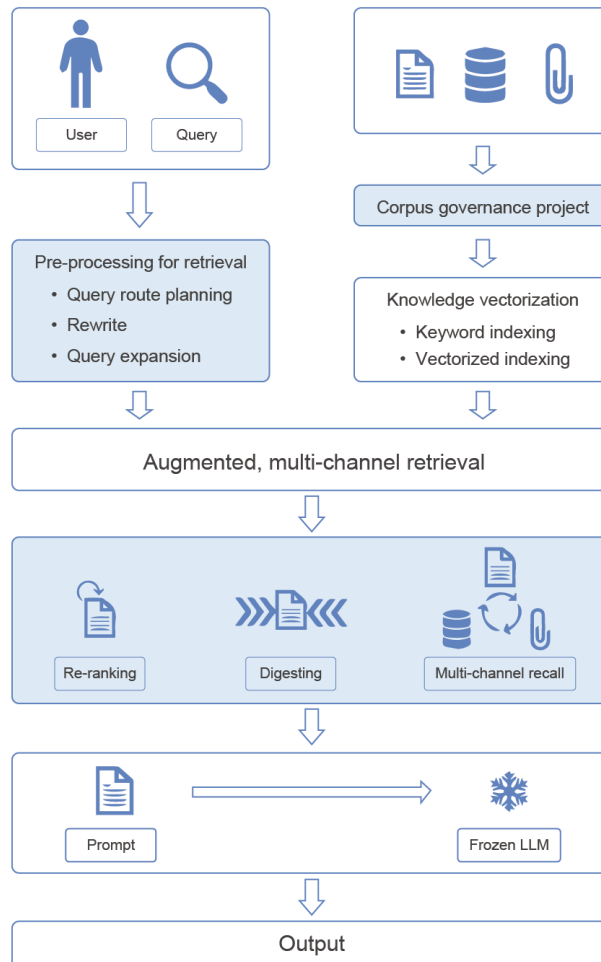 User
Query
Corpus governance project
Pre-processing for retrieval
• Query route planning
• Rewrite
• Query expansion
Knowledge vectorization
• Keyword indexing
• Vectorized indexing
Augmented, multi-channel retrieval
Re-ranking
Digesting
Multi-channel recall
Prompt
Frozen LLM
Output